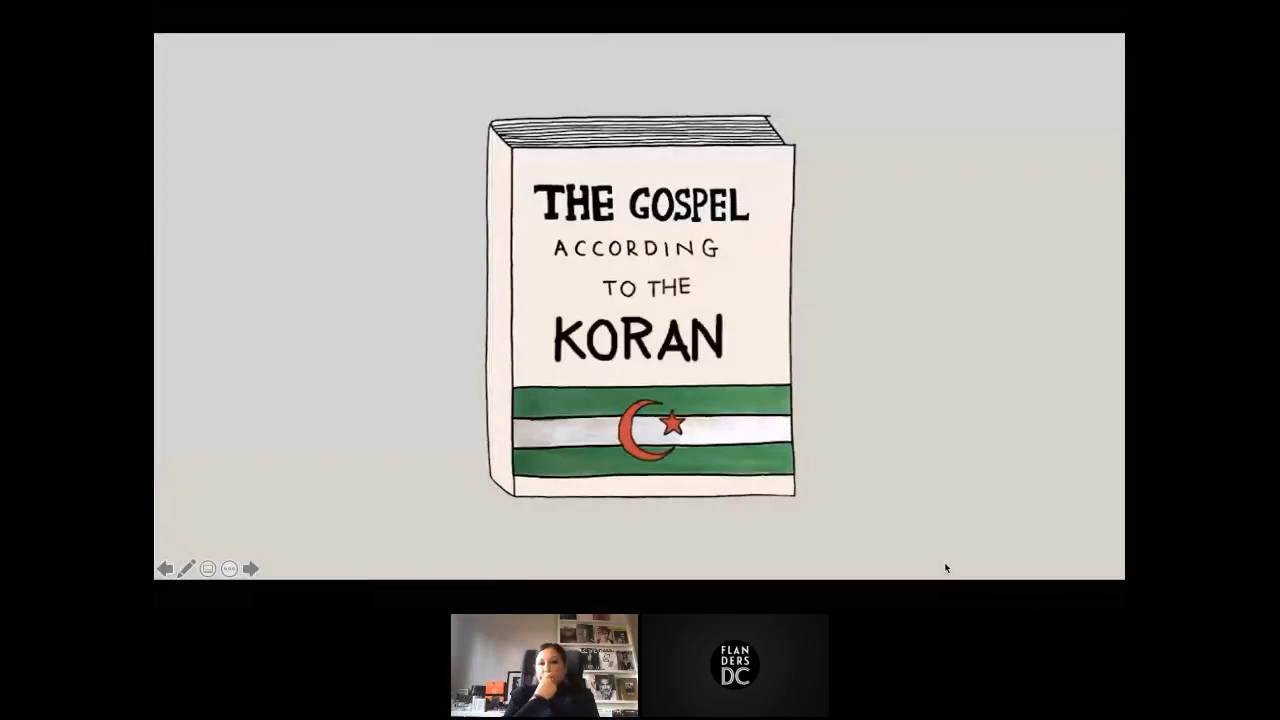 THE GOSPEL
ACCORDING
TO THE
KORAN
FLAN
DERS
DC